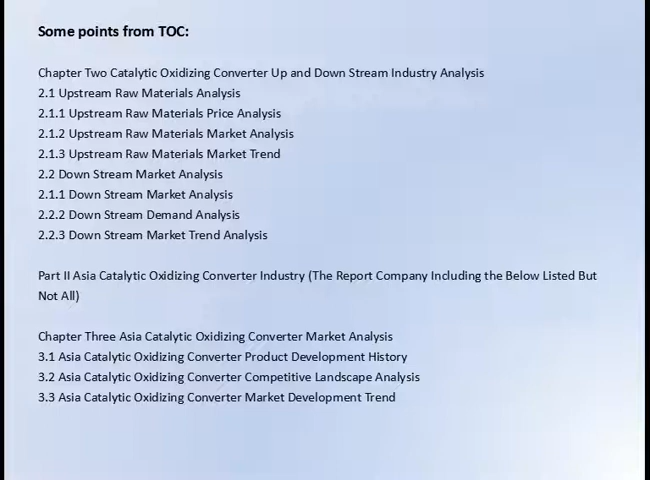 Some points from TOC:
Chapter Two Catalytic Oxidizing Converter Up and Down Stream Industry Analysis
2.1 Upstream Raw Materials Analysis
2.1.1 Upstream Raw Materials Price Analysis
2.1.2 Upstream Raw Materials Market Analysis
2.1.3 Upstream Raw Materials Market Trend
2.2 Down Stream Market Analysis
2.1.1 Down Stream Market Analysis
2.2.2 Down Stream Demand Analysis
2.2.3 Down Stream Market Trend Analysis
Part II Asia Catalytic Oxidizing Converter Industry (The Report Company Including the Below Listed But
Not All)
Chapter Three Asia Catalytic Oxidizing Converter Market Analysis
3.1 Asia Catalytic Oxidizing Converter Product Development History
3.2 Asia Catalytic Oxidizing Converter Competitive Landscape Analysis
3.3 Asia Catalytic Oxidizing Converter Market Development Trend